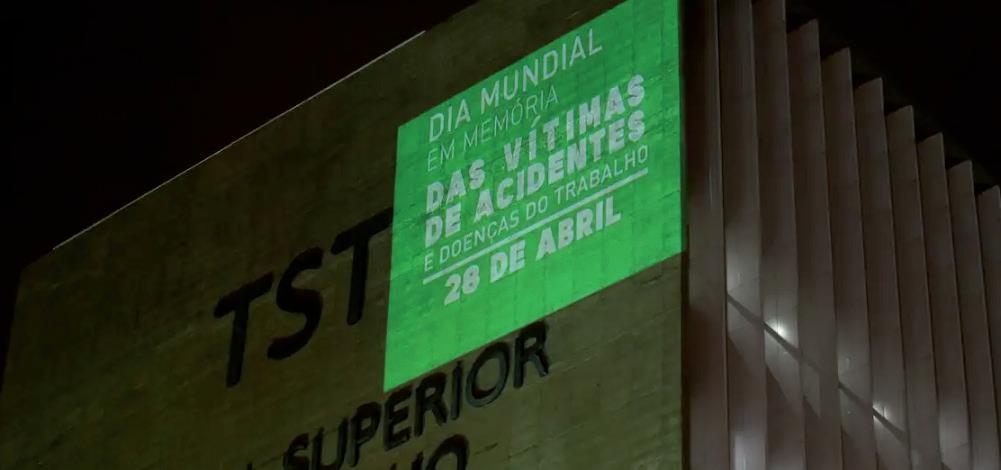 DIA MUNDIAL
EM MEMÓRIA
DAS VÍTIMAS
DE ACIDENTES
E DOENÇAS DO TRABALHO
28 DE ABRIL
TST
SUPERIOR